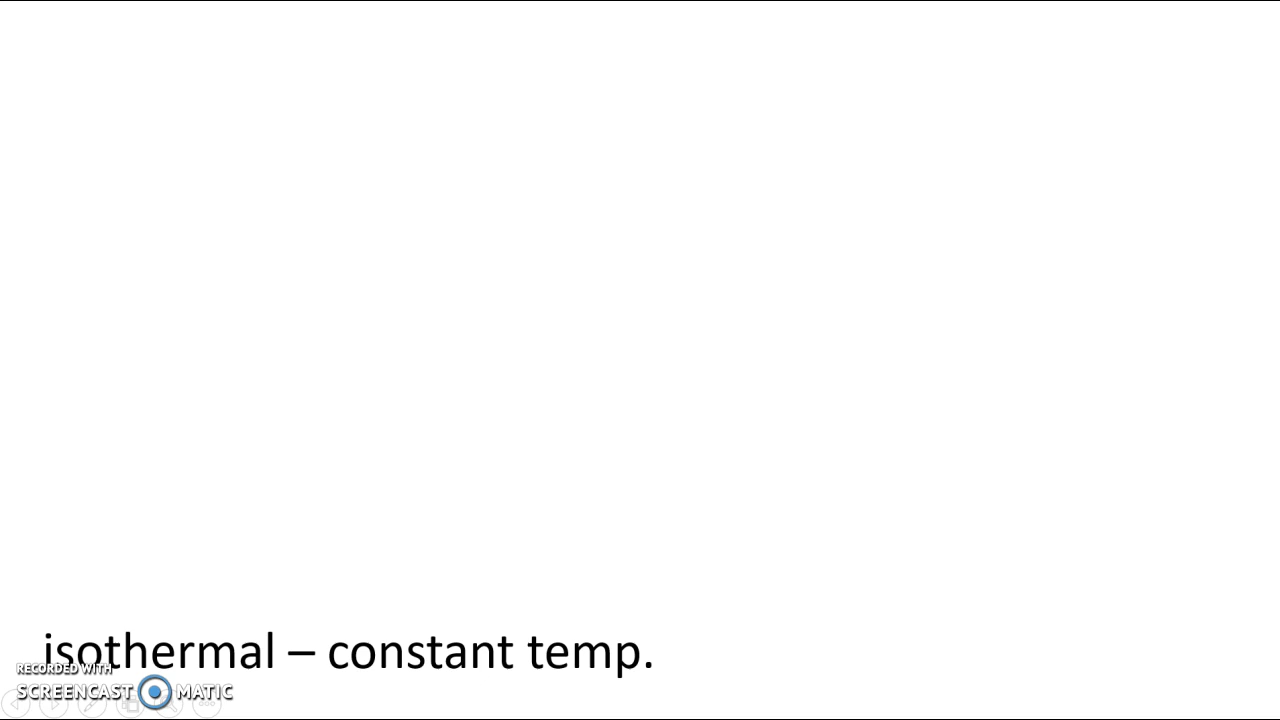 isothermal – constant temp.
RECORDED WITH
SCREENCAST MATIC